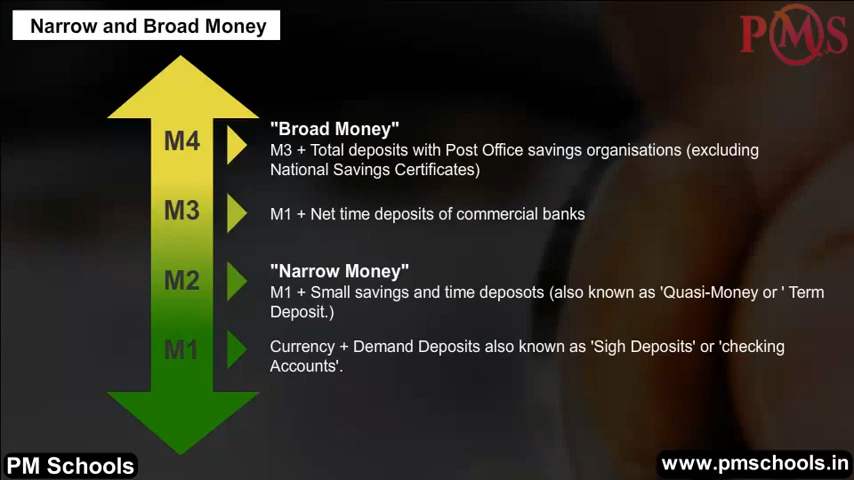 Narrow and Broad Money
PMS
M4
"Broad Money"
M3 + Total deposits with Post Office savings organisations (excluding
National Savings Certificates)
M3
M1 + Net time deposits of commercial banks
M2
"Narrow Money"
M1 + Small savings and time deposots (also known as 'Quasi-Money or ' Term
Deposit.)
M1
Currency + Demand Deposits also known as 'Sigh Deposits' or 'checking
Accounts'.
PM Schools
www.pmschools.in